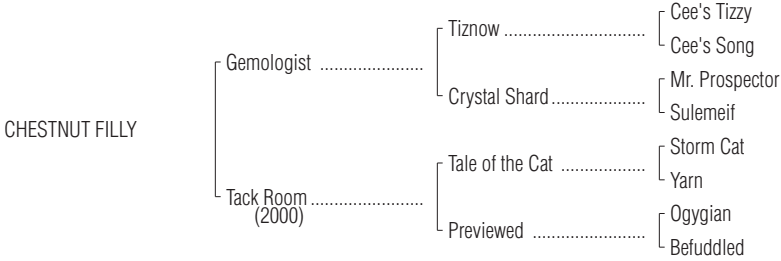 Cee's Tizzy
Tiznow ..............................
Cee's Song
Gemologist ......................
Mr. Prospector
Crystal Shard....................
Sulemeif
CHESTNUT FILLY
Storm Cat
Tale of the Cat ..................
Yarn
Tack Room........................
(2000)
Ogygian
Previewed ........................
Befuddled